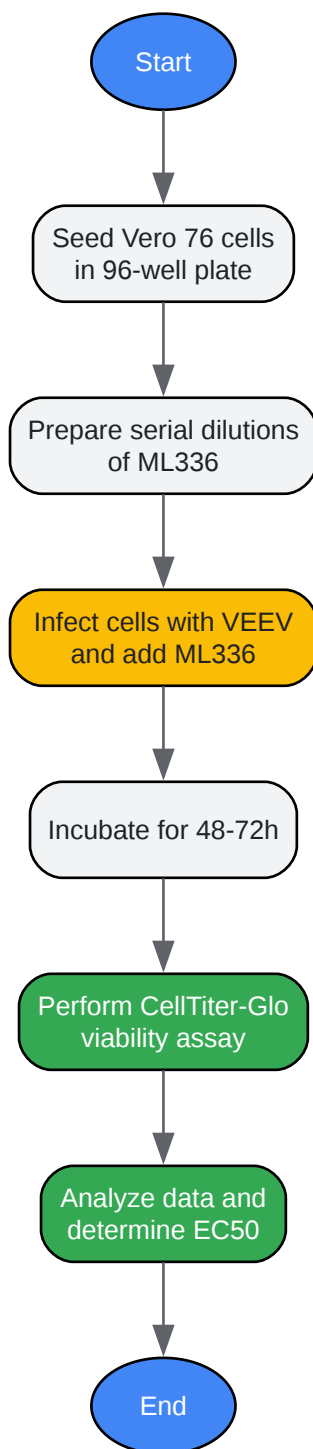 Start
Seed Vero 76 cells
in 96-well plate
Prepare serial dilutions
of ML336
Infect cells with VEEV
and add ML336
Incubate for 48-72h
Perform CellTiter-Glo
viability assay
Analyze data and
determine EC50
End